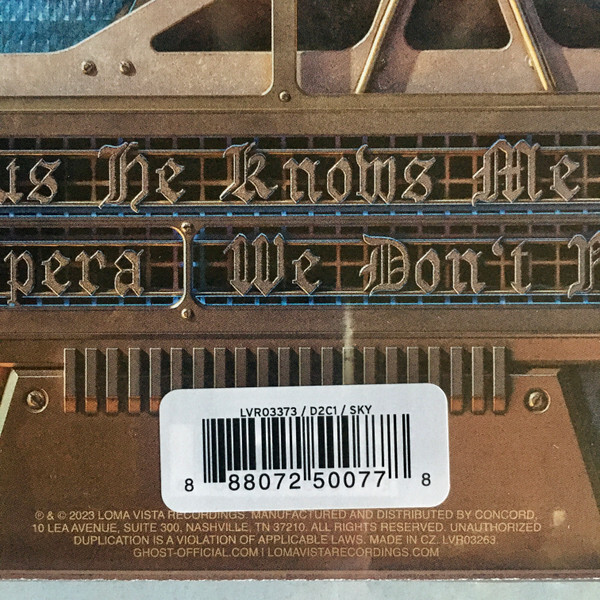 us He Knows Me
pera | We Don't N
LVR03373 / D2C1 / SKY
8 88072 50077 8
℗ & © 2023 LOMA VISTA RECORDINGS. MANUFACTURED AND DISTRIBUTED BY CONCORD,
10 LEA AVENUE, SUITE 300, NASHVILLE, TN 37210. ALL RIGHTS RESERVED. UNAUTHORIZED
DUPLICATION IS A VIOLATION OF APPLICABLE LAWS. MADE IN CZ. LVR03263
GHOST-OFFICIAL.COM | LOMAVISTARECORDINGS.COM